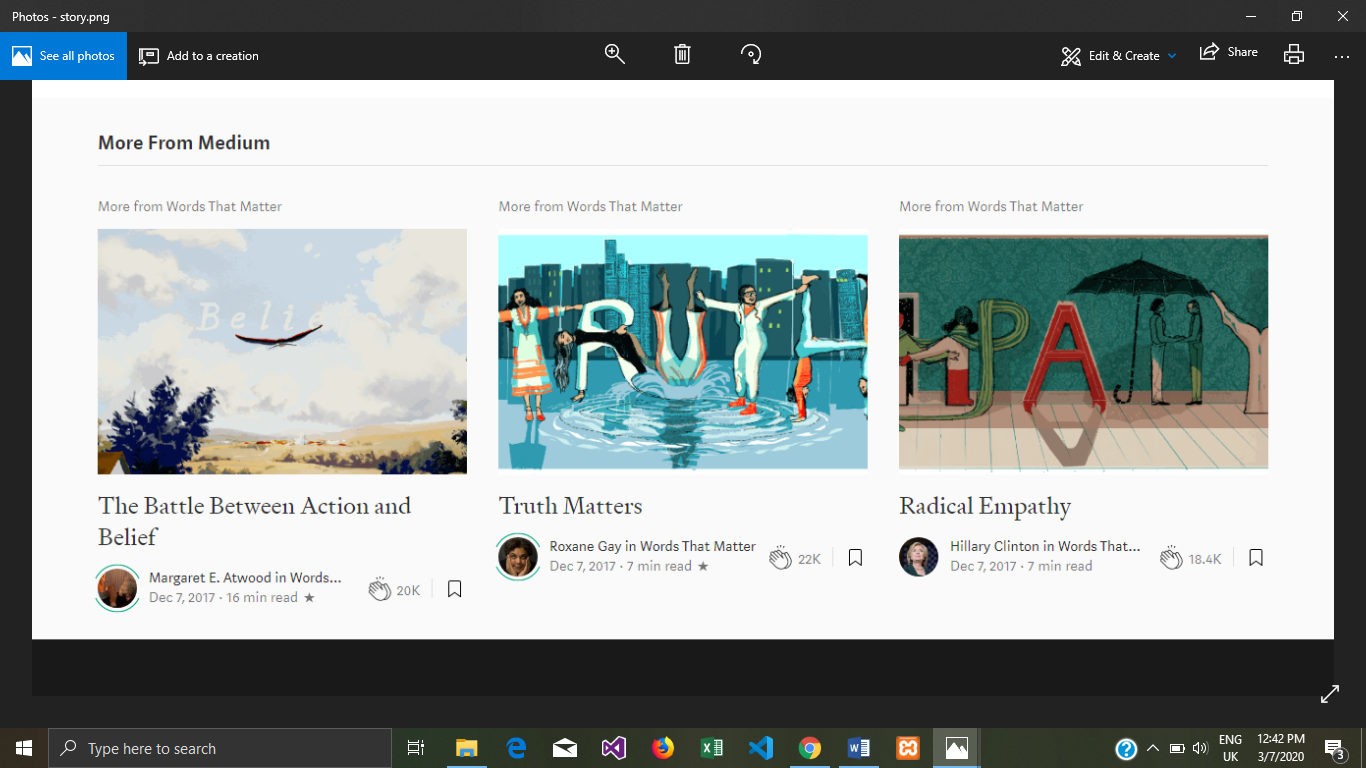 Photos - story.png
See all photos
Add to a creation
Edit & Create
Share
More From Medium
More from Words That Matter
Belie
The Battle Between Action and
Belief
Margaret E. Atwood in Words...
Dec 7, 2017 · 16 min read ★
20K
More from Words That Matter
TRUTH
Truth Matters
Roxane Gay in Words That Matter
Dec 7, 2017 · 7 min read ★
22K
More from Words That Matter
MPAT
Radical Empathy
Hillary Clinton in Words That...
Dec 7, 2017 · 7 min read
18.4K
Type here to search
ENG
UK
12:42 PM
3/7/2020
3